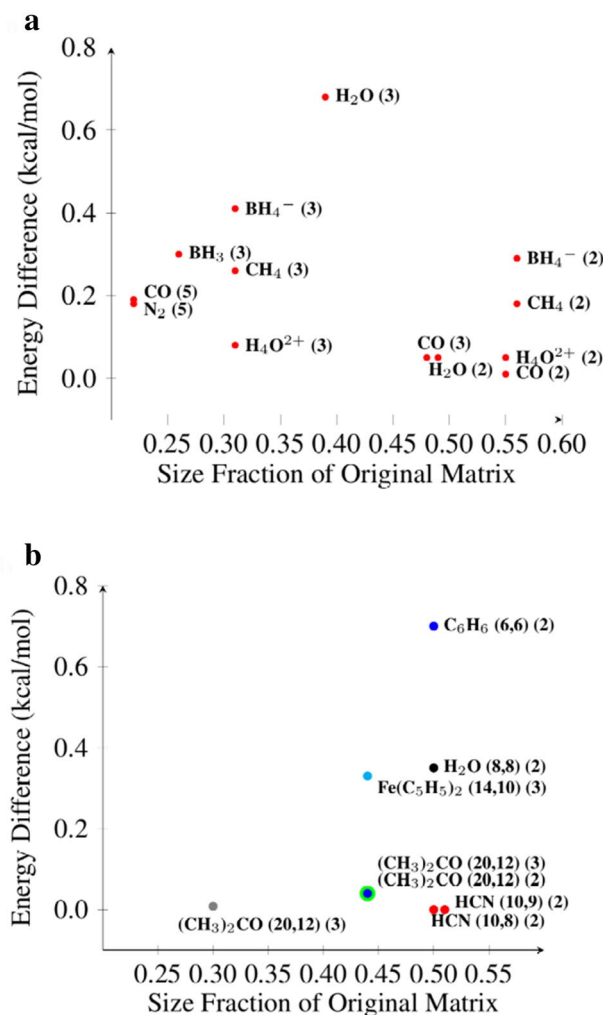 a
Energy Difference (kcal/mol)
0.8
0.6
0.4
0.2
0.0
H₂O (3)
BH₄⁻ (3)
BH₃ (3)
CH₄ (3)
BH₄⁻ (2)
CO (5)
N₂ (5)
CH₄ (2)
H₄O²⁺ (3)
CO (3)
H₂O (2)
H₄O²⁺ (2)
CO (2)
0.25 0.30 0.35 0.40 0.45 0.50 0.55 0.60
Size Fraction of Original Matrix
b
Energy Difference (kcal/mol)
0.8
0.6
0.4
0.2
0.0
C₆H₆ (6,6) (2)
H₂O (8,8) (2)
Fe(C₅H₅)₂ (14,10) (3)
(CH₃)₂CO (20,12) (3)
(CH₃)₂CO (20,12) (2)
HCN (10,9) (2)
HCN (10,8) (2)
(CH₃)₂CO (20,12) (3)
0.25 0.30 0.35 0.40 0.45 0.50 0.55
Size Fraction of Original Matrix